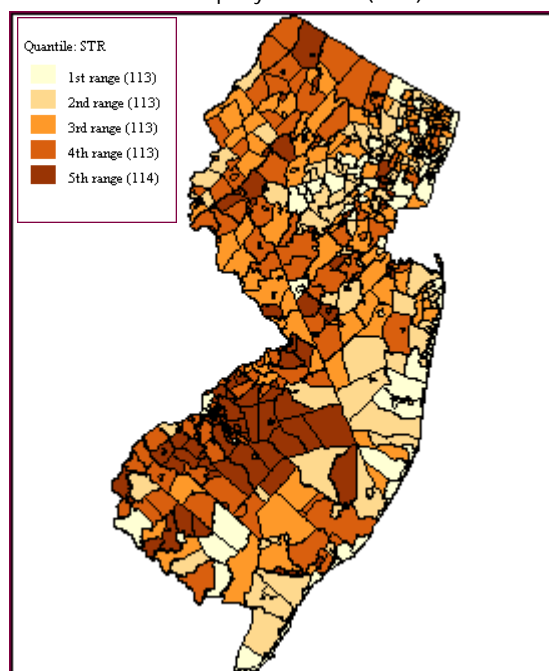 Quantile: STR
1st range (113)
2nd range (113)
3rd range (113)
4th range (113)
5th range (114)